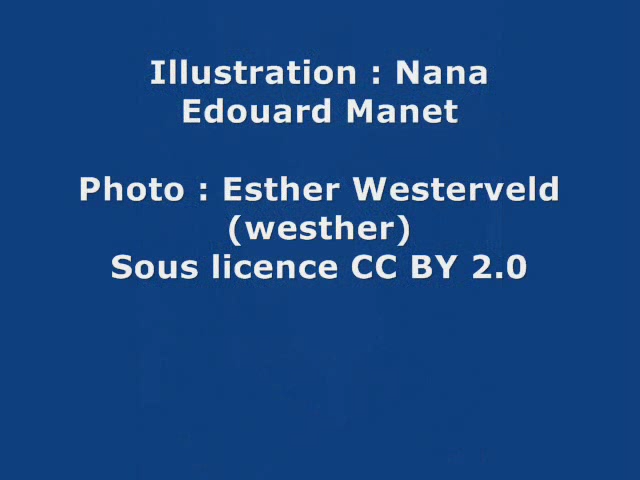 Illustration : Nana
Edouard Manet
Photo : Esther Westerveld
(westher)
Sous licence CC BY 2.0